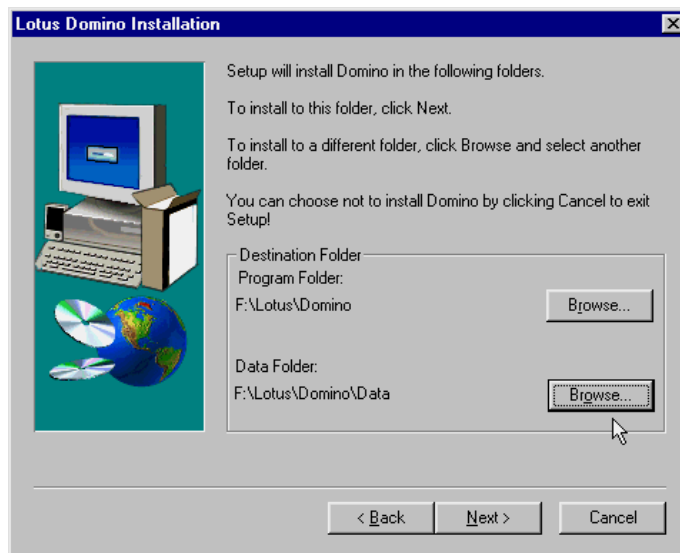 Lotus Domino Installation
Setup will install Domino in the following folders.
To install to this folder, click Next.
To install to a different folder, click Browse and select another
folder.
You can choose not to install Domino by clicking Cancel to exit
Setup!
Destination Folder
Program Folder:
F:\Lotus\Domino
Browse...
Data Folder:
F:\Lotus\Domino\Data
Browse...
< Back
Next >
Cancel